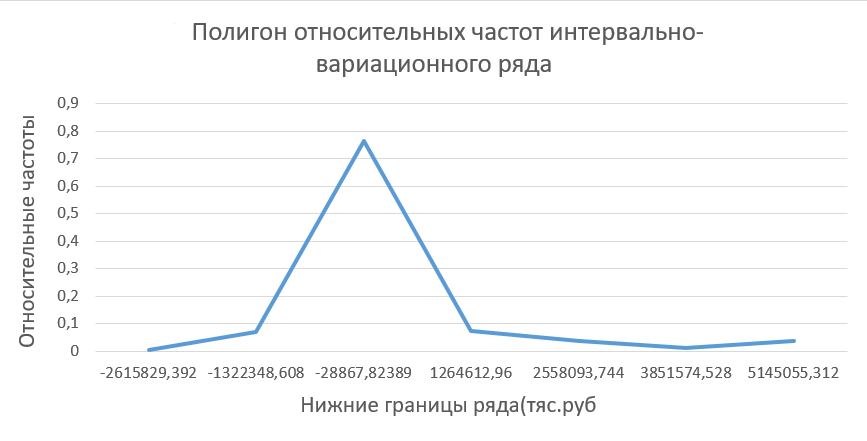 Полигон относительных частот интервально-
вариационного ряда
Относительные частоты
0,9
0,8
0,7
0,6
0,5
0,4
0,3
0,2
0,1
0
-2615829,392 -1322348,608 -28867,82389 1264612,96 2558093,744 3851574,528 5145055,312
Нижние границы ряда(тяс.руб